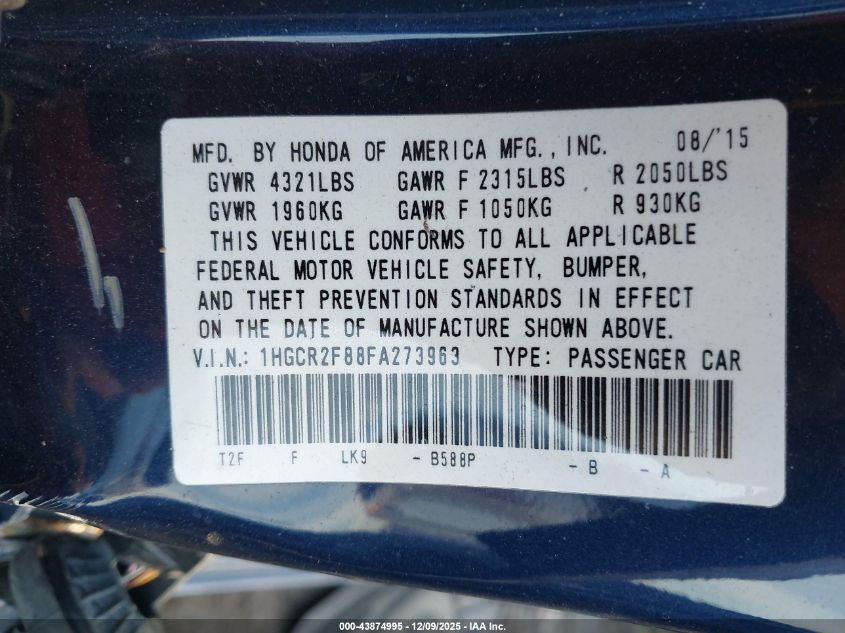 MFD. BY HONDA OF AMERICA MFG., INC. 08/'15
GVWR 4321LBS GAWR F 2315LBS R 2050LBS
GVWR 1960KG GAWR F 1050KG R 930KG
THIS VEHICLE CONFORMS TO ALL APPLICABLE
FEDERAL MOTOR VEHICLE SAFETY, BUMPER,
AND THEFT PREVENTION STANDARDS IN EFFECT
ON THE DATE OF MANUFACTURE SHOWN ABOVE.
V.I.N.: 1HGCR2F88FA273963 TYPE: PASSENGER CAR
T2F F LK9 - B588P - B - A
000-43874995 - 12/09/2025 - IAA Inc.